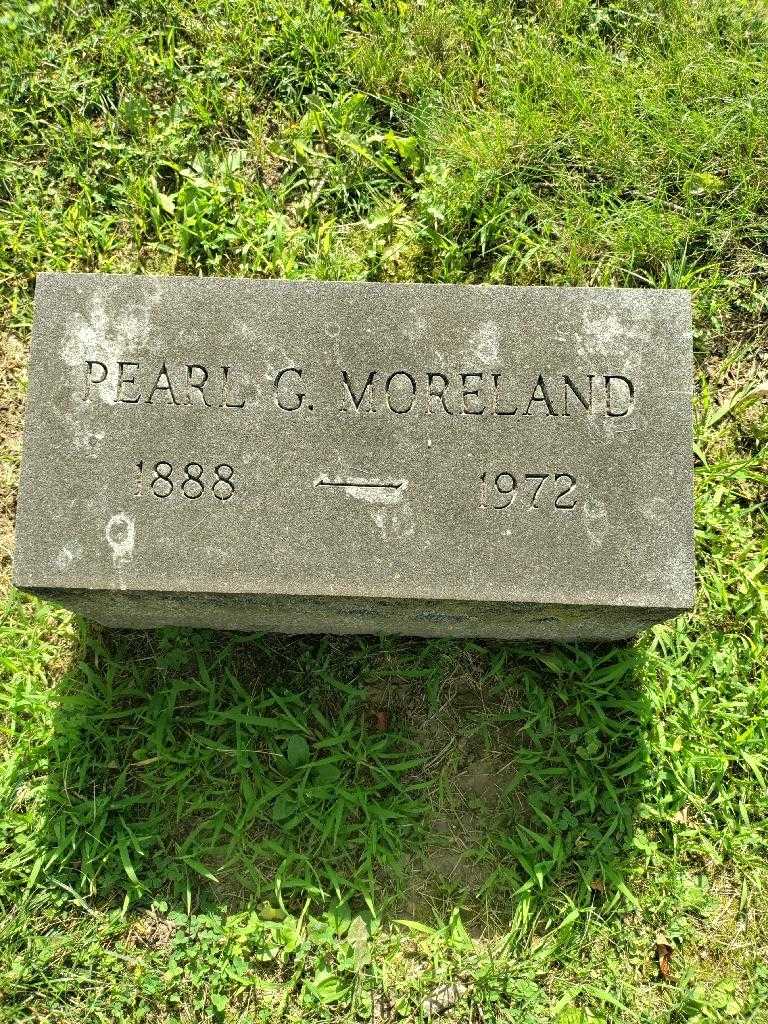 PEARL G. MORELAND
1888 — 1972